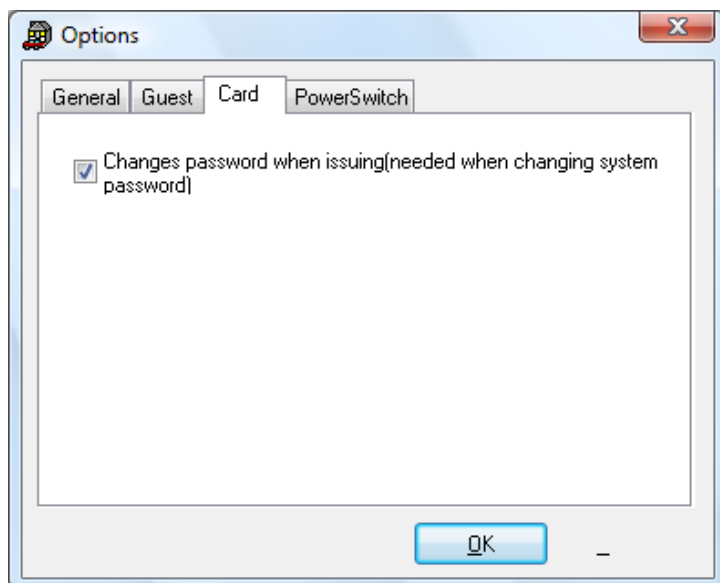 Options
General Guest Card PowerSwitch
Changes password when issuing(needed when changing system
password)
OK